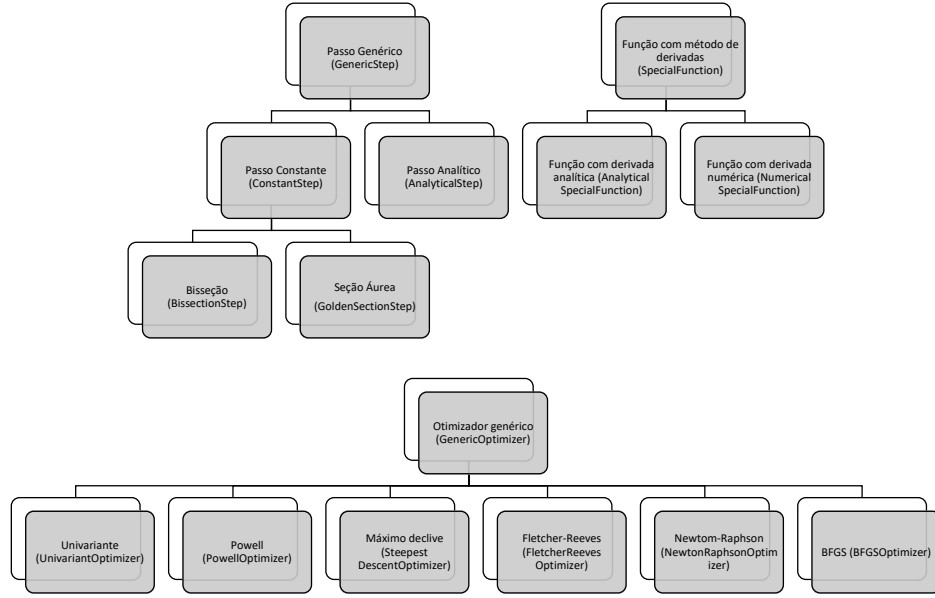 Passo Genérico
(GenericStep)
Função com método de
derivadas
(SpecialFunction)
Passo Constante
(ConstantStep)
Passo Analítico
(AnalyticalStep)
Função com derivada
analítica (Analytical
SpecialFunction)
Função com derivada
numérica (Numerical
SpecialFunction)
Bisseção
(BissectionStep)
Seção Áurea
(GoldenSectionStep)
Otimizador genérico
(GenericOptimizer)
Univariante
(UnivariantOptimizer)
Powell
(PowellOptimizer)
Máximo declive
(Steepest
DescentOptimizer)
Fletcher-Reeves
(FletcherReeves
Optimizer)
Newtom-Raphson
(NewtonRaphsonOptim
izer)
BFGS (BFGSOptimizer)